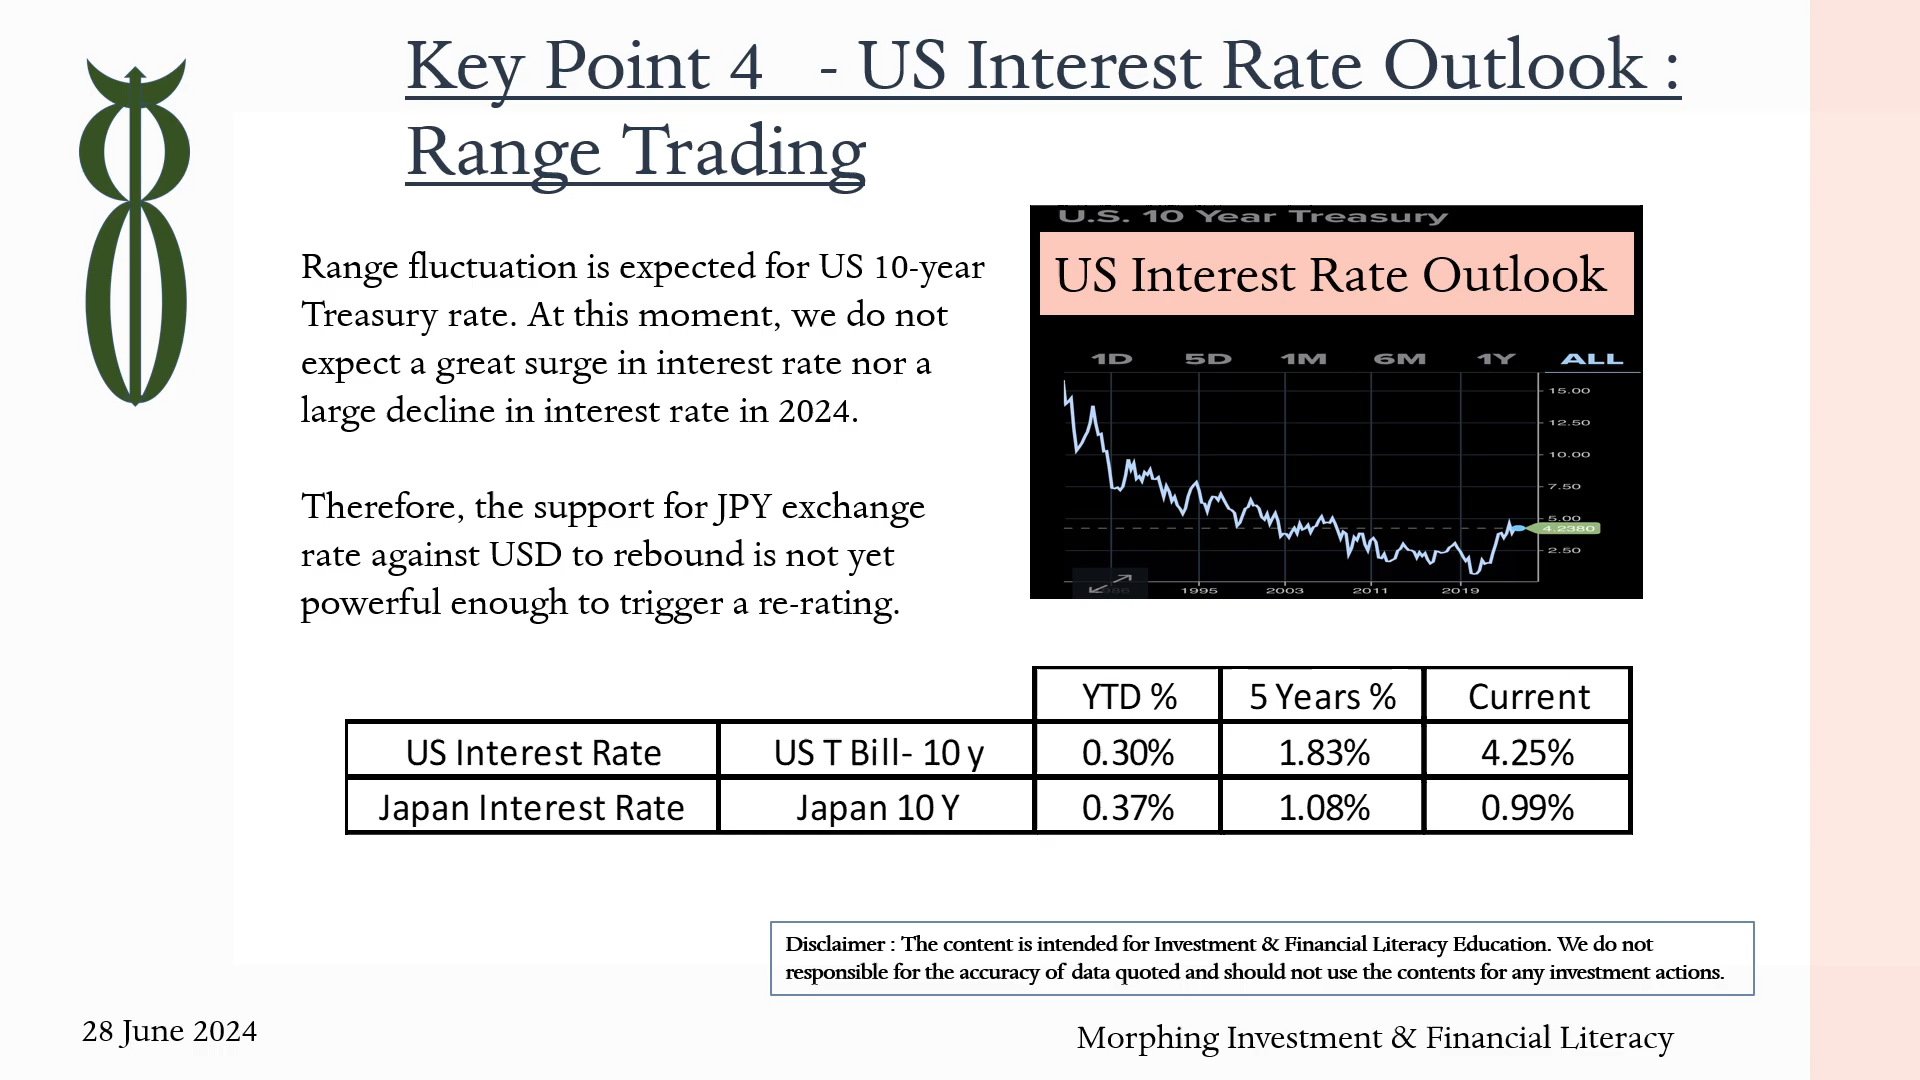 Key Point 4 - US Interest Rate Outlook :
Range Trading
Range fluctuation is expected for US 10-year
Treasury rate. At this moment, we do not
expect a great surge in interest rate nor a
large decline in interest rate in 2024.
Therefore, the support for JPY exchange
rate against USD to rebound is not yet
powerful enough to trigger a re-rating.
U.S. 10 Year Treasury
US Interest Rate Outlook
1D 5D 1M 6M 1Y ALL
15.00
12.50
10.00
7.50
5.00
4.2380
2.50
1995 2003 2011 2019
YTD % 5 Years % Current
US Interest Rate US T Bill- 10 y 0.30% 1.83% 4.25%
Japan Interest Rate Japan 10 Y 0.37% 1.08% 0.99%
Disclaimer : The content is intended for Investment & Financial Literacy Education. We do not
responsible for the accuracy of data quoted and should not use the contents for any investment actions.
28 June 2024
Morphing Investment & Financial Literacy